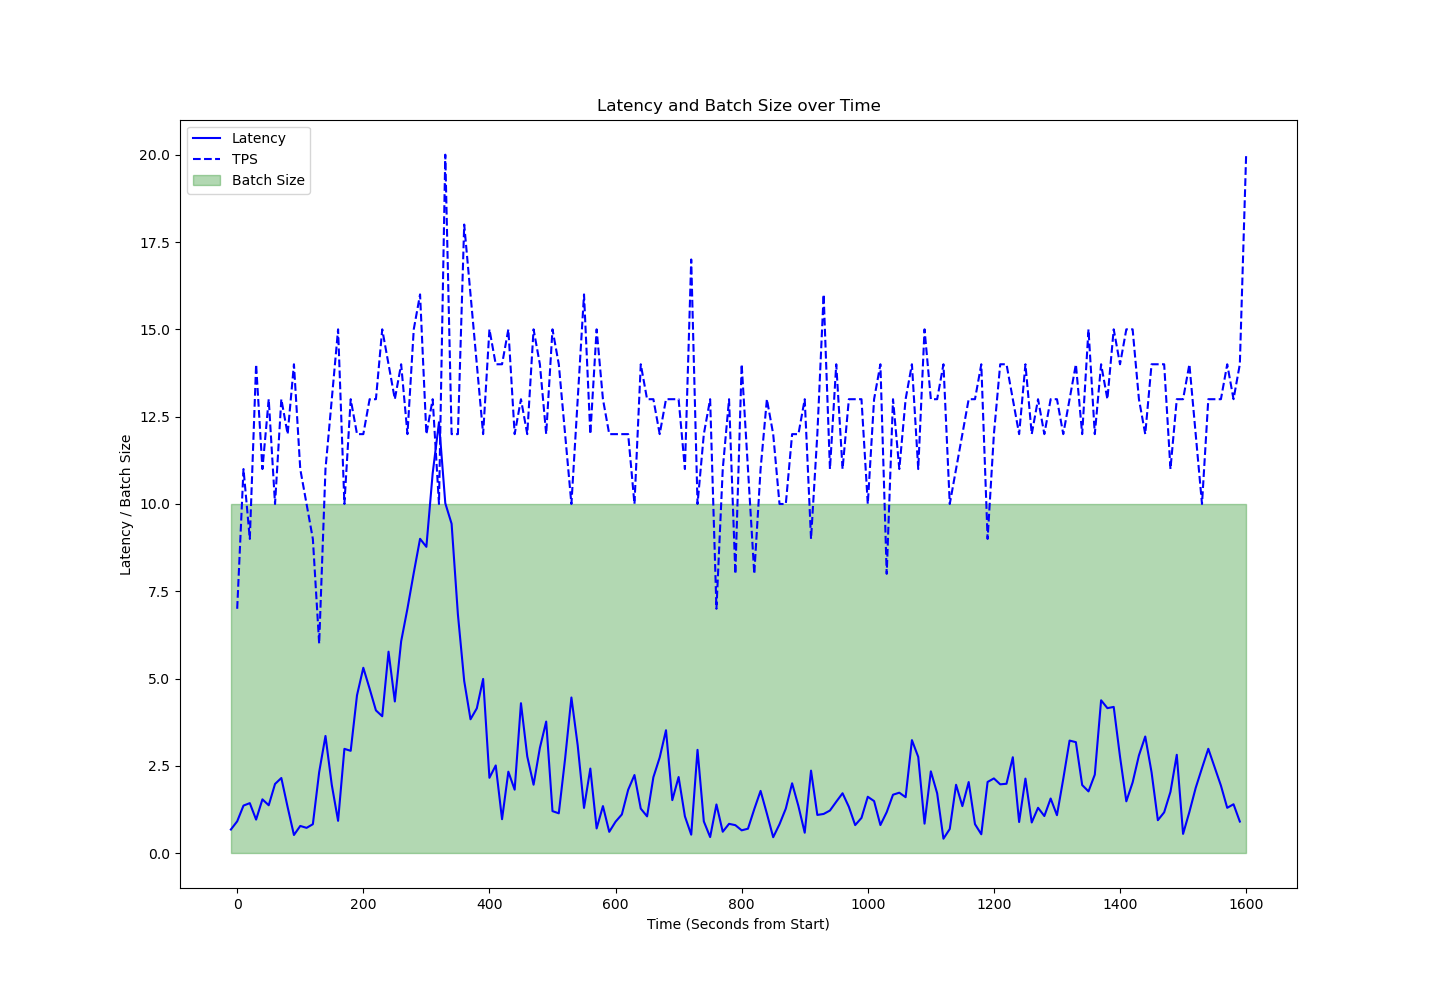 Latency and Batch Size over Time
Latency
TPS
Batch Size
20.0
17.5
15.0
12.5
10.0
7.5
5.0
2.5
0.0
Latency / Batch Size
0 200 400 600 800 1000 1200 1400 1600
Time (Seconds from Start)